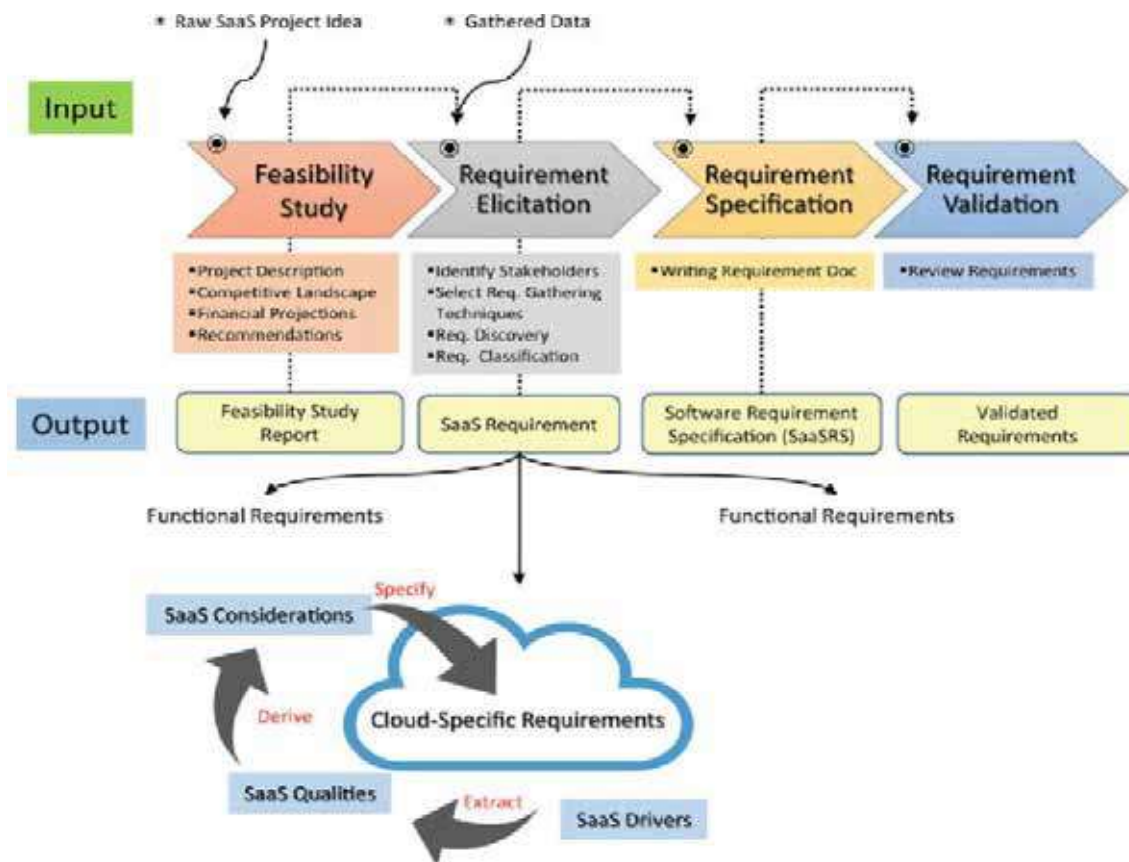 Raw SaaS Project Idea
Gathered Data
Input
Feasibility
Study
Requirement
Elicitation
Requirement
Specification
Requirement
Validation
•Project Description
•Competitive Landscape
•Financial Projections
•Recommendations
•Identify Stakeholders
•Select Req. Gathering
Techniques
•Req. Discovery
•Req. Classification
•Writing Requirement Doc
•Review Requirements
Output
Feasibility Study
Report
SaaS Requirement
Software Requirement
Specification (SaaSRS)
Validated
Requirements
Functional Requirements
Functional Requirements
Specify
SaaS Considerations
Cloud-Specific Requirements
Derive
SaaS Qualities
Extract
SaaS Drivers